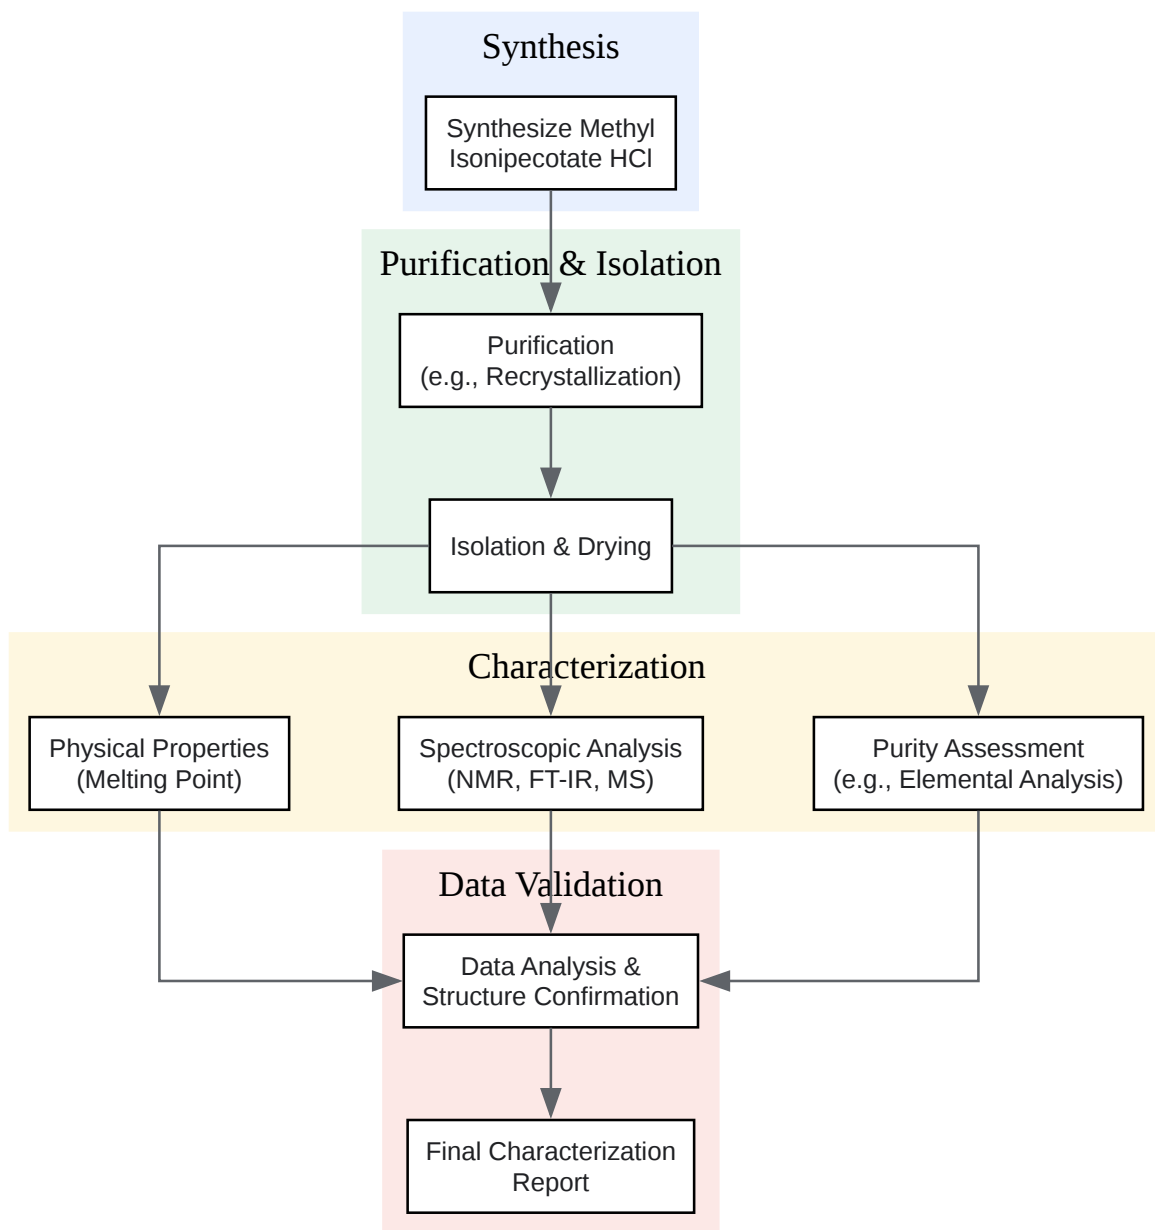 Synthesis
Synthesize Methyl
Isonipecotate HCl
Purification & Isolation
Purification
(e.g., Recrystallization)
Isolation & Drying
Characterization
Physical Properties
(Melting Point)
Spectroscopic Analysis
(NMR, FT-IR, MS)
Purity Assessment
(e.g., Elemental Analysis)
Data Validation
Data Analysis &
Structure Confirmation
Final Characterization
Report